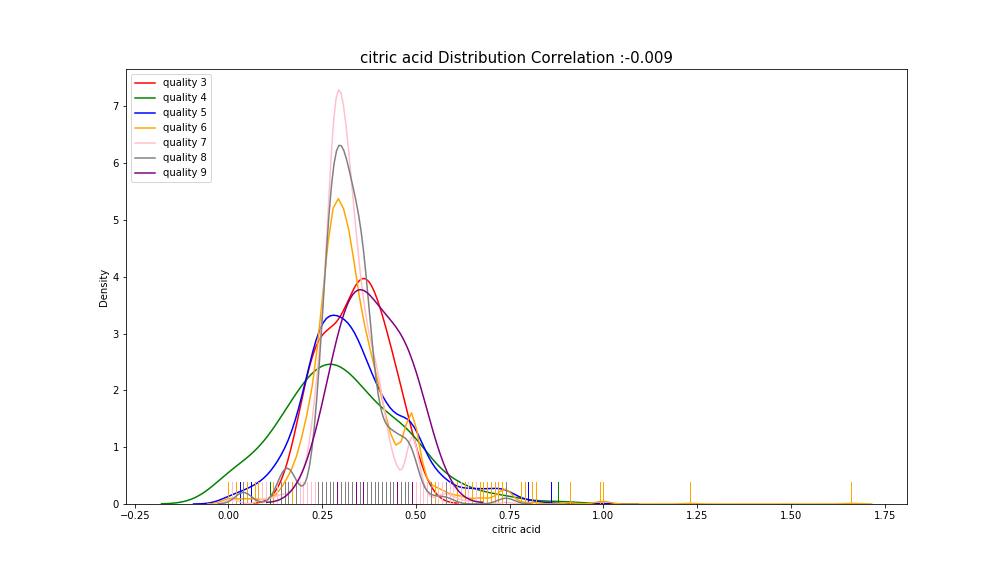 citric acid Distribution Correlation :-0.009
quality 3
quality 4
quality 5
quality 6
quality 7
quality 8
quality 9
Density
7
6
5
4
3
2
1
0
−0.25 0.00 0.25 0.50 0.75 1.00 1.25 1.50 1.75
citric acid